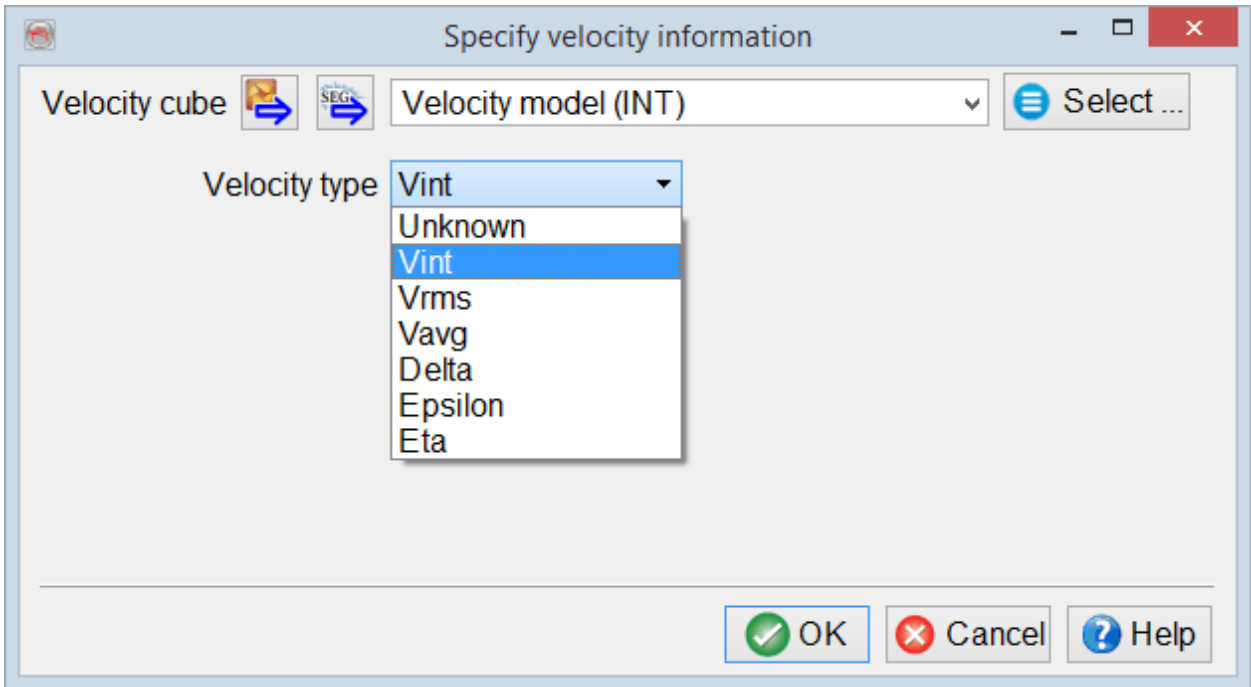 Specify velocity information
Velocity cube SEG Velocity model (INT) Select ...
Velocity type Vint
Unknown
Vint
Vrms
Vavg
Delta
Epsilon
Eta
OK Cancel Help